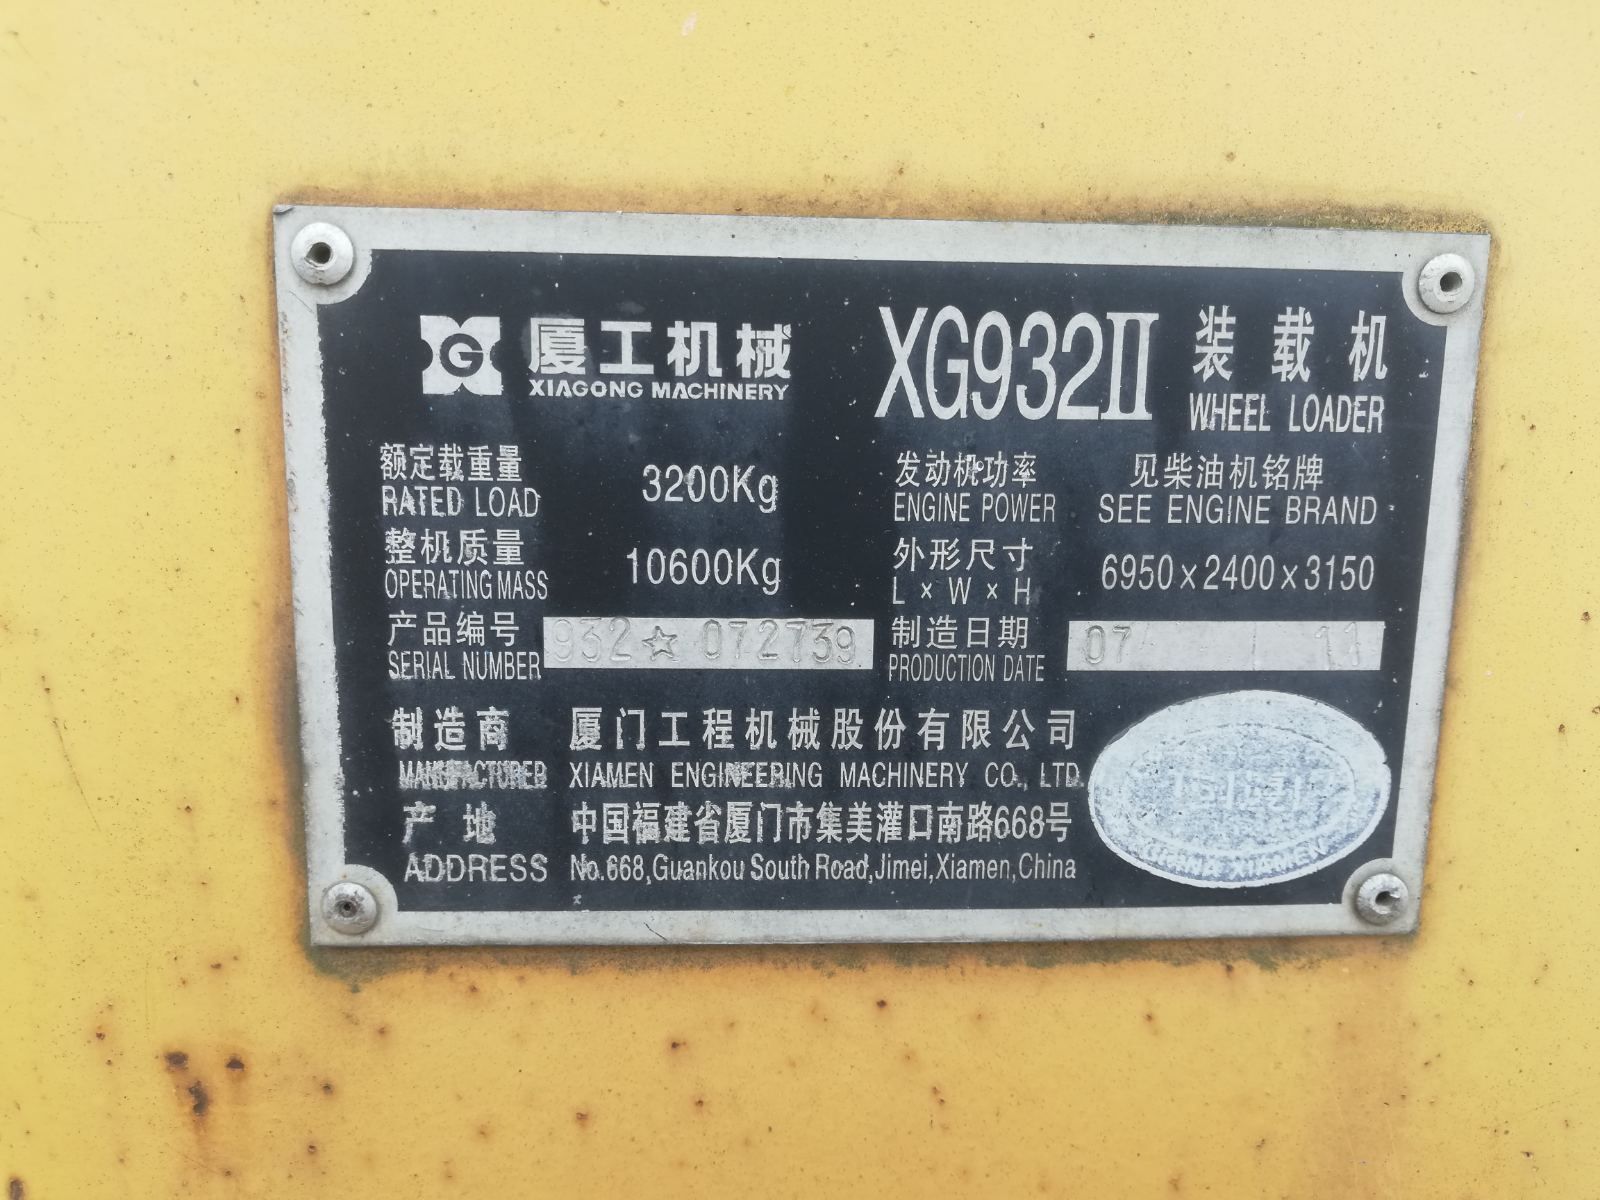 G 厦工机械 XG932Ⅱ 装载机
XIAGONG MACHINERY WHEEL LOADER
额定载重量 3200Kg 发动机功率 见柴油机铭牌
RATED LOAD ENGINE POWER SEE ENGINE BRAND
整机质量 10600Kg 外形尺寸 6950×2400×3150
OPERATING MASS L × W × H
产品编号 932☆072739 制造日期 07 11
SERIAL NUMBER PRODUCTION DATE
制造商 厦门工程机械股份有限公司
MANUFACTURER XIAMEN ENGINEERING MACHINERY CO., LTD.
产地 中国福建省厦门市集美灌口南路668号
ADDRESS No.668,Guankou South Road,Jimei,Xiamen,China
XIAMEN